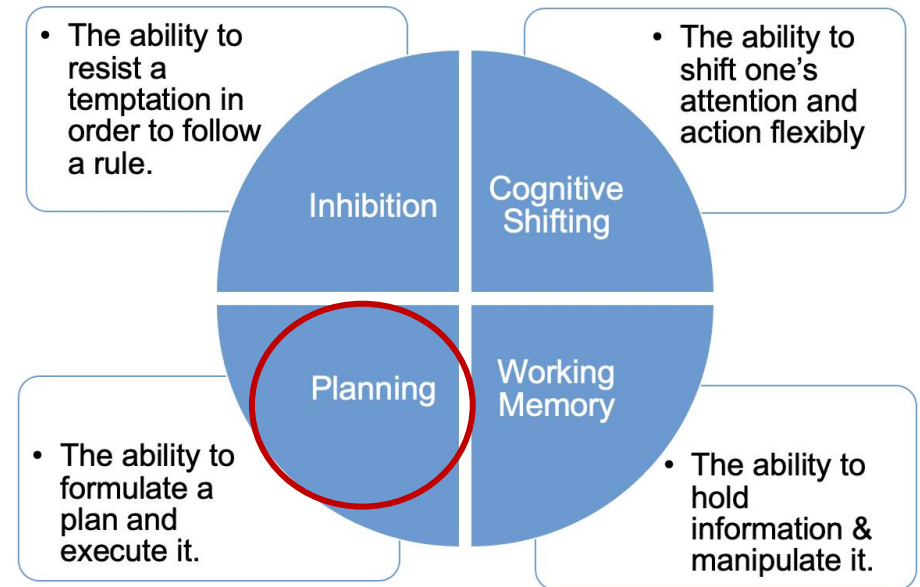 • The ability to
resist a
temptation in
order to follow
a rule.
• The ability to
shift one’s
attention and
action flexibly
Inhibition
Cognitive
Shifting
Planning
Working
Memory
• The ability to
formulate a
plan and
execute it.
• The ability to
hold
information &
manipulate it.